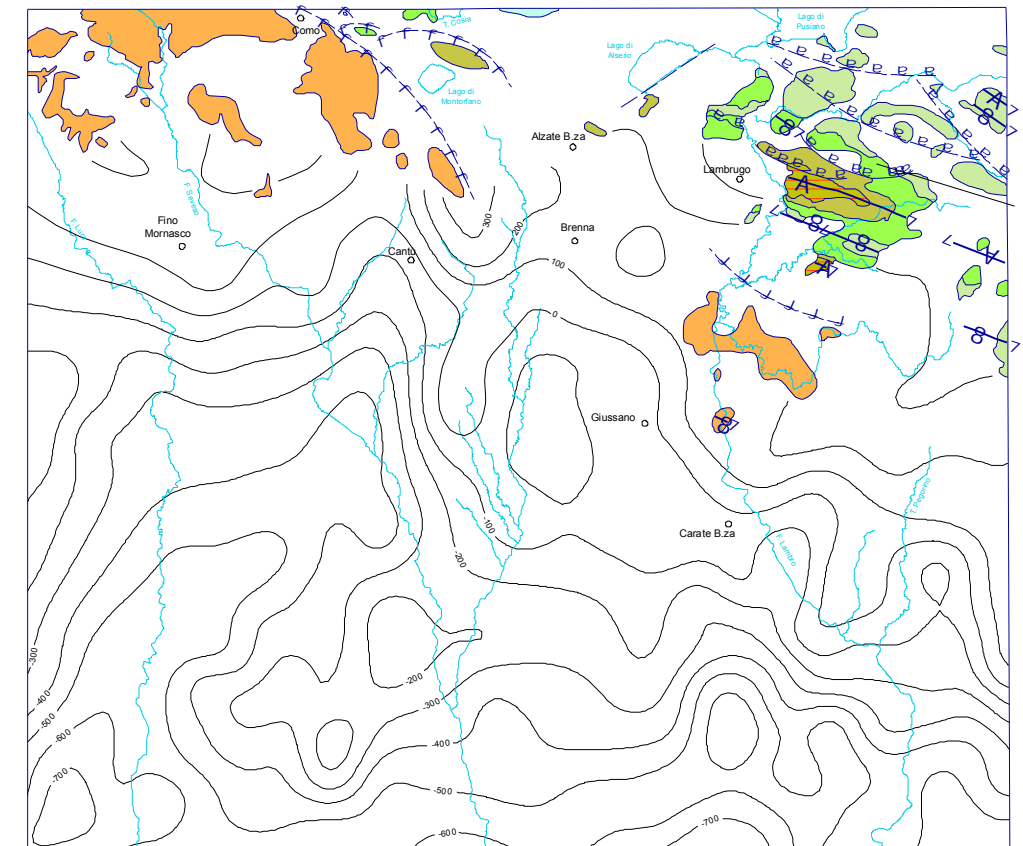 Como
T. Cosia
Lago di
Pusiano
Lago di
Alserio
Lago di
Montorfano
Alzate B.za
Lambrugo
F. Seveso
Fino
Mornasco
Brenna
Cantù
300
200
100
0
Giussano
T. Pegorino
-100
Carate B.za
F. Lambro
-200
-300
-400
-500
-600
-700
-200
-300
-400
-500
-600
-700